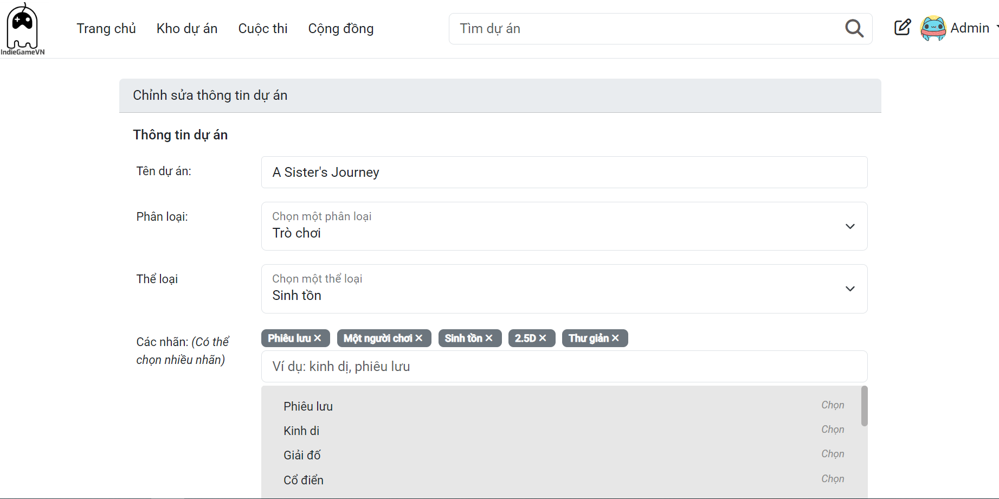 IndieGameVN
Trang chủ Kho dự án Cuộc thi Cộng đồng Tìm dự án Admin
Chỉnh sửa thông tin dự án
Thông tin dự án
Tên dự án: A Sister's Journey
Phân loại: Chọn một phân loại
Trò chơi
Thể loại Chọn một thể loại
Sinh tồn
Các nhãn: (Có thể chọn nhiều nhãn)
Phiêu lưu × Một người chơi × Sinh tồn × 2.5D × Thư giản ×
Ví dụ: kinh dị, phiêu lưu
Phiêu lưu Chọn
Kinh di Chọn
Giải đố Chọn
Cổ điển Chọn